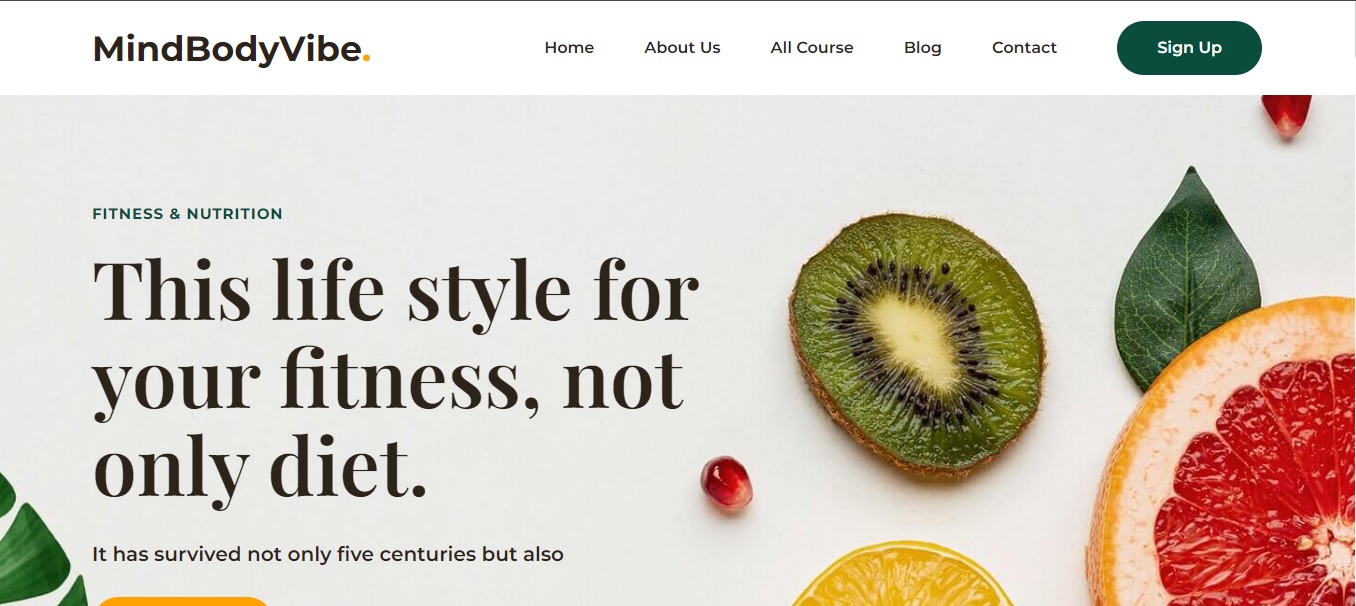 MindBodyVibe.
Home
About Us
All Course
Blog
Contact
Sign Up
FITNESS & NUTRITION
This life style for
your fitness, not
only diet.
It has survived not only five centuries but also